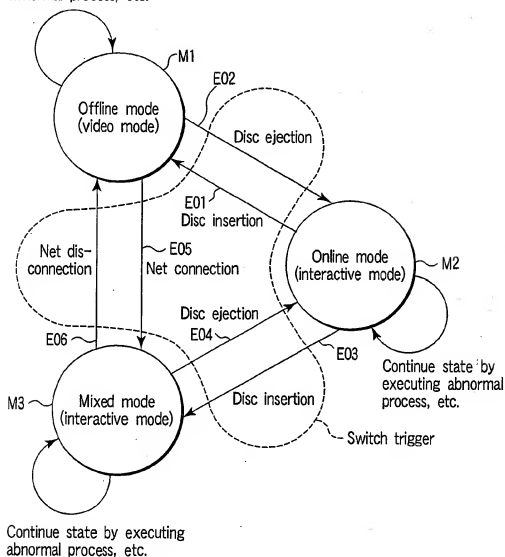 abnormal process, etc.
M1
E02
Offline mode
(video mode)
Disc ejection
E01
Disc insertion
Net dis-
connection
E05
Net connection
Online mode
(interactive mode)
M2
Disc ejection
E04
E06
E03
Continue state by
executing abnormal
process, etc.
M3
Mixed mode
(interactive mode)
Disc insertion
Switch trigger
Continue state by executing
abnormal process, etc.